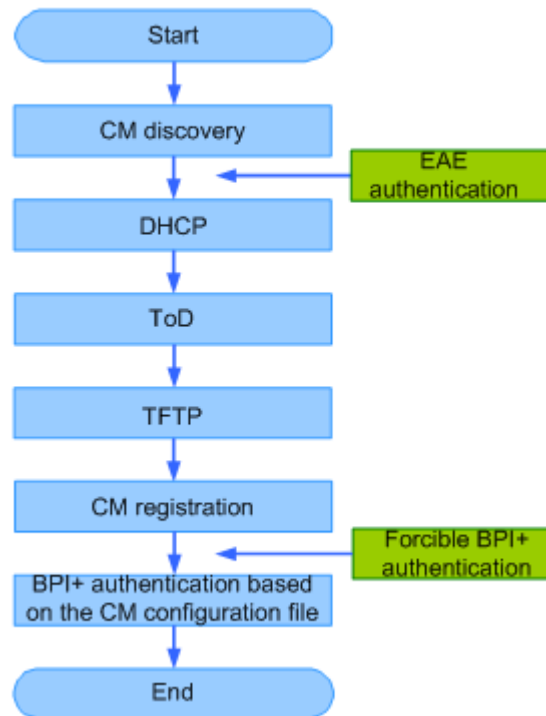 Start
CM discovery
EAE
authentication
DHCP
ToD
TFTP
CM registration
Forcible BPI+
authentication
BPI+ authentication based
on the CM configuration file
End